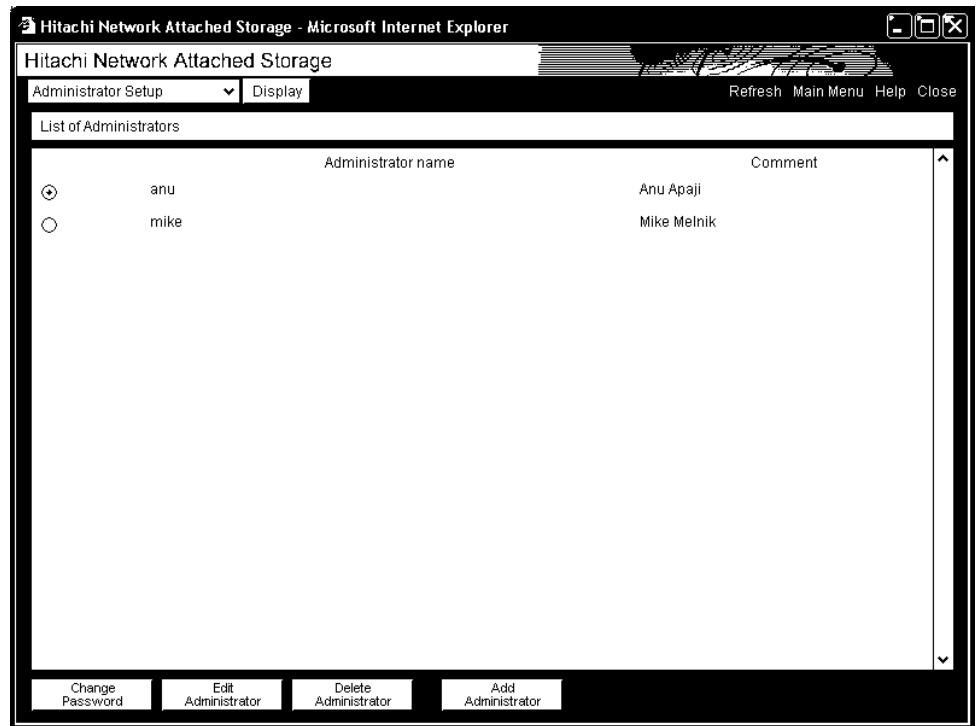 Hitachi Network Attached Storage - Microsoft Internet Explorer
Hitachi Network Attached Storage
Administrator Setup Display Refresh Main Menu Help Close
List of Administrators
Administrator name Comment
anu Anu Apaji
mike Mike Melnik
Change Password
Edit Administrator
Delete Administrator
Add Administrator